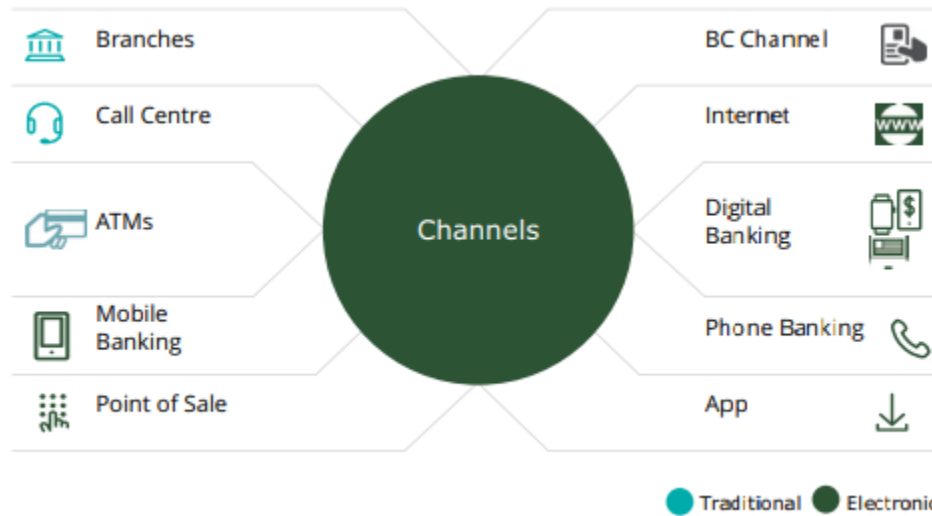 Branches
Call Centre
ATMs
Mobile
Banking
Point of Sale
Channels
BC Channel
Internet
www
Digital
Banking
$
Phone Banking
App
Traditional
Electronic